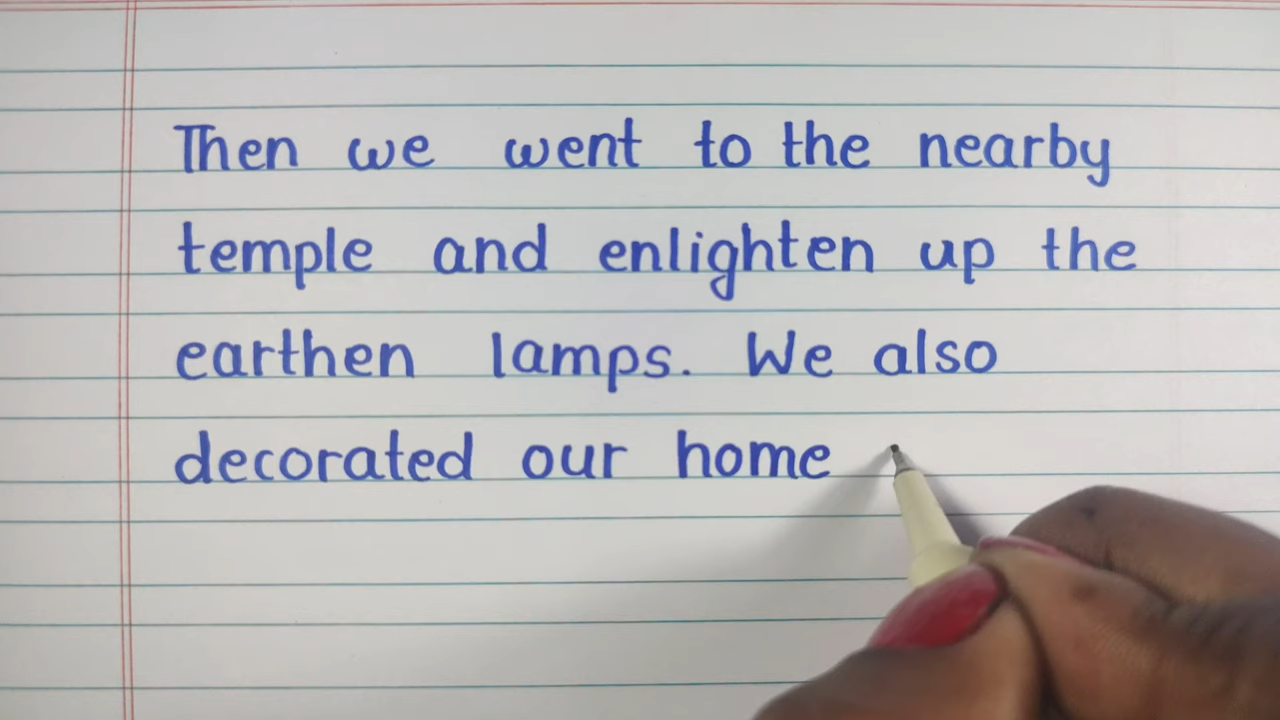 Then we went to the nearby
temple and enlighten up the
earthen lamps. We also
decorated our home